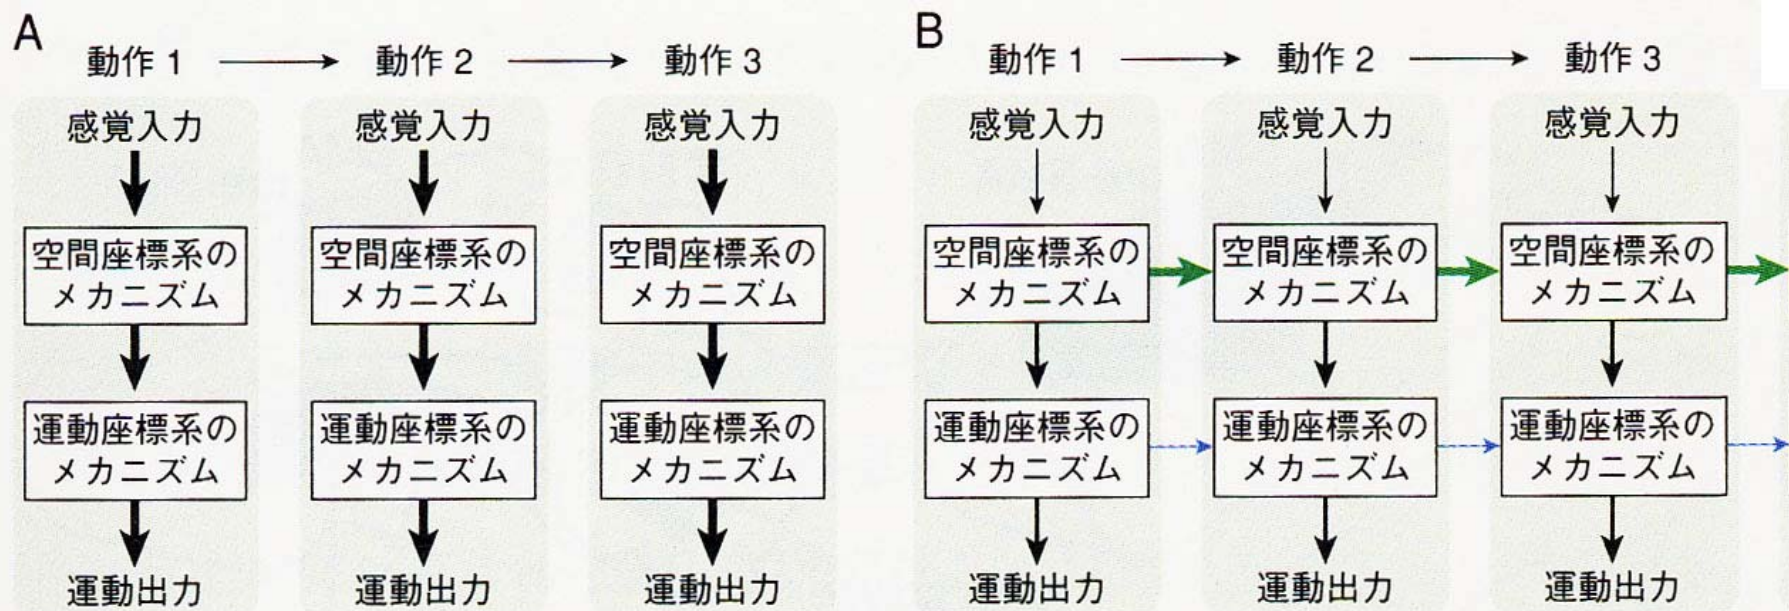 A
動作 1
動作 2
動作 3
感覚入力
感覚入力
感覚入力
空間座標系の
メカニズム
空間座標系の
メカニズム
空間座標系の
メカニズム
運動座標系の
メカニズム
運動座標系の
メカニズム
運動座標系の
メカニズム
運動出力
運動出力
運動出力
B
動作 1
動作 2
動作 3
感覚入力
感覚入力
感覚入力
空間座標系の
メカニズム
空間座標系の
メカニズム
空間座標系の
メカニズム
運動座標系の
メカニズム
運動座標系の
メカニズム
運動座標系の
メカニズム
運動出力
運動出力
運動出力